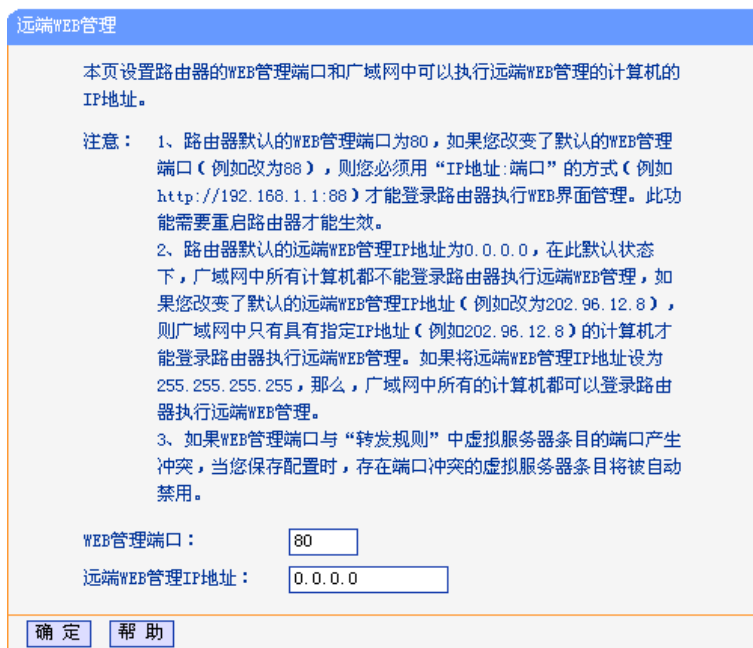 远端WEB管理
本页设置路由器的WEB管理端口和广域网中可以执行远端WEB管理的计算机的
IP地址。
注意： 1、路由器默认的WEB管理端口为80，如果您改变了默认的WEB管理
端口（例如改为88），则您必须用“IP地址:端口”的方式（例如
http://192.168.1.1:88）才能登录路由器执行WEB界面管理。此功
能需要重启路由器才能生效。
2、路由器默认的远端WEB管理IP地址为0.0.0.0，在此默认状态
下，广域网中所有计算机都不能登录路由器执行远端WEB管理，如
果您改变了默认的远端WEB管理IP地址（例如改为202.96.12.8），
则广域网中只有具有指定IP地址（例如202.96.12.8）的计算机才
能登录路由器执行远端WEB管理。如果将远端WEB管理IP地址设为
255.255.255.255，那么，广域网中所有的计算机都可以登录路由
器执行远端WEB管理。
3、如果WEB管理端口与“转发规则”中虚拟服务器条目的端口产生
冲突，当您保存配置时，存在端口冲突的虚拟服务器条目将被自动
禁用。
WEB管理端口： 80
远端WEB管理IP地址： 0.0.0.0
确 定 帮 助